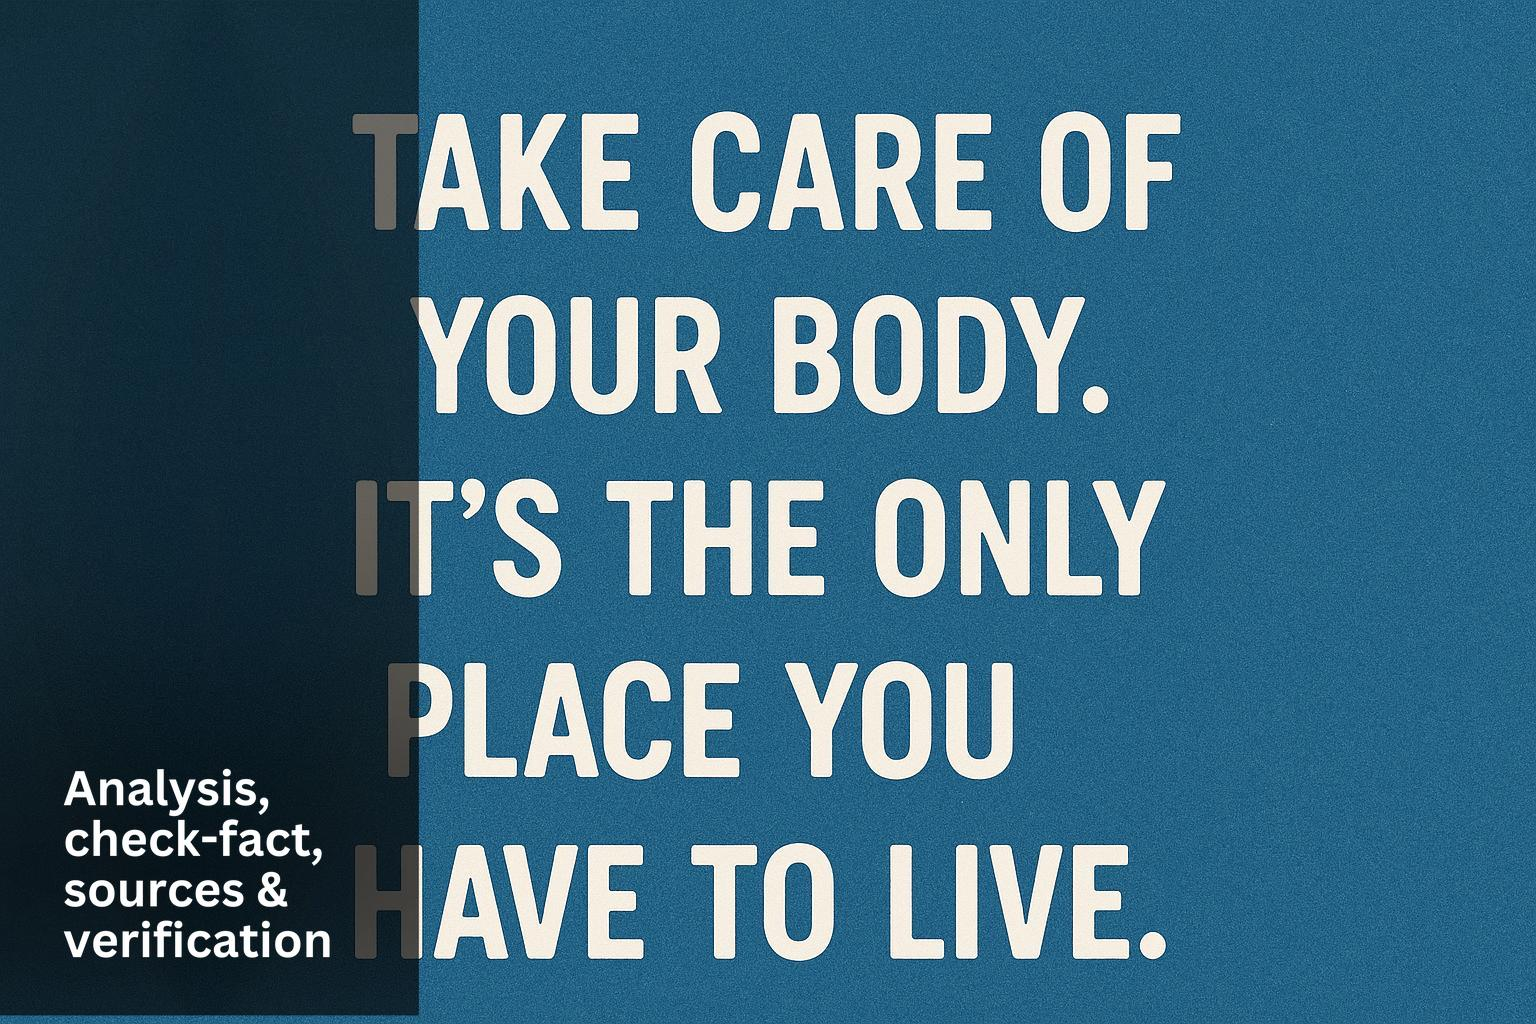 TAKE CARE OF
YOUR BODY.
IT’S THE ONLY
PLACE YOU
HAVE TO LIVE.
Analysis,
check-fact,
sources &
verification